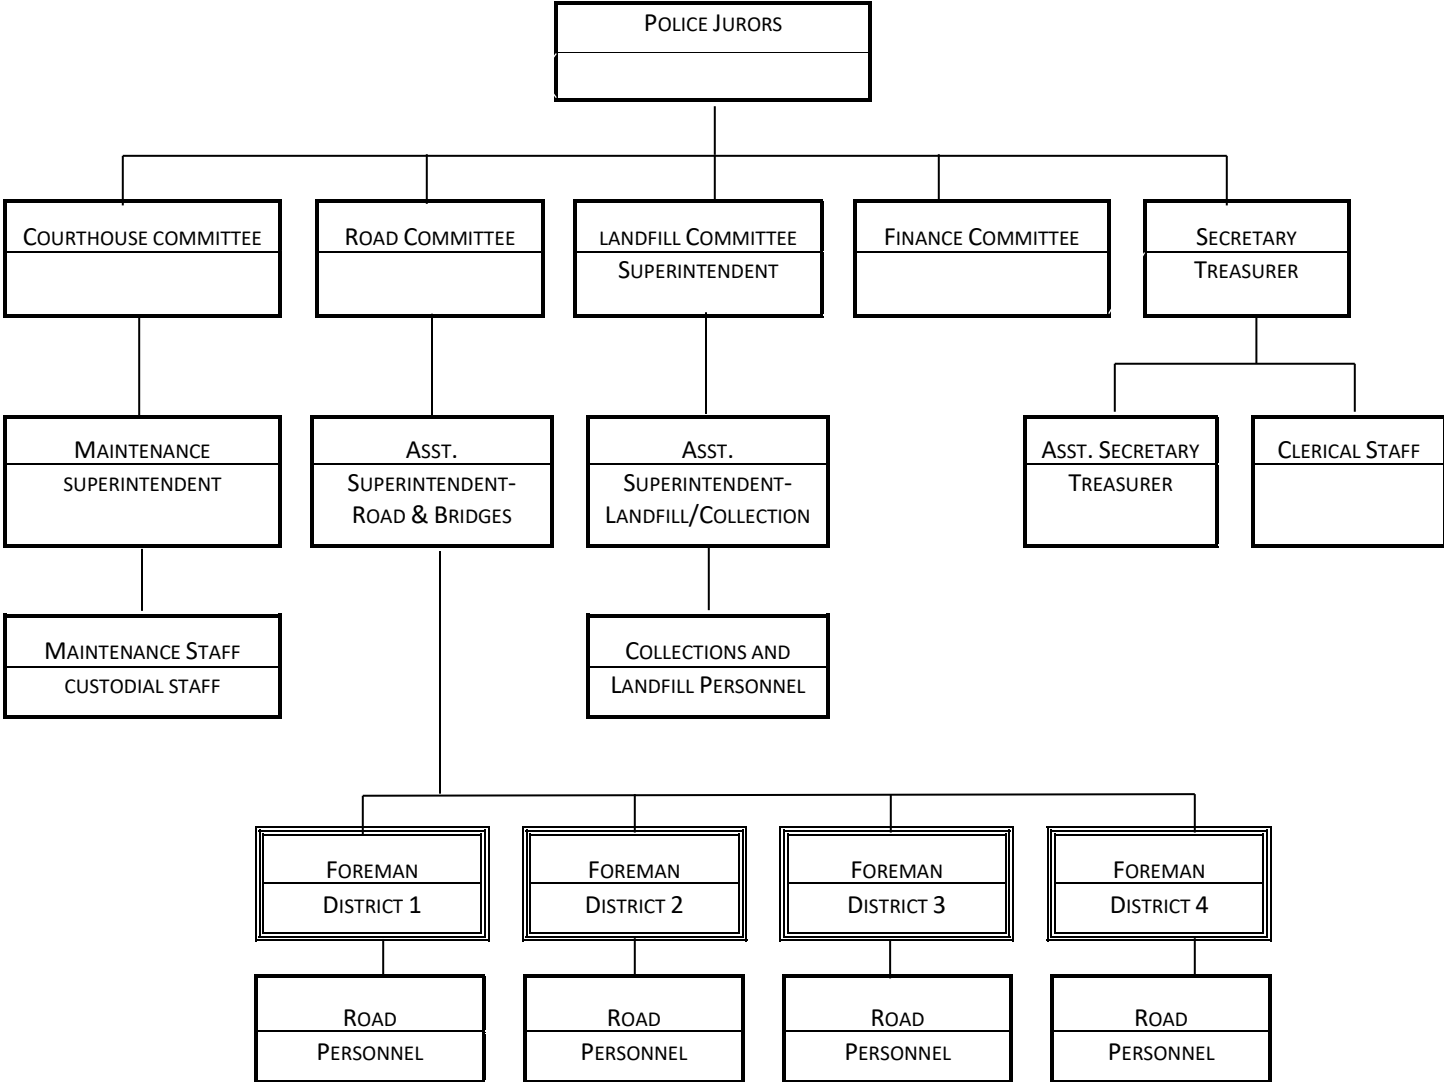 POLICE JURORS
COURTHOUSE COMMITTEE
ROAD COMMITTEE
LANDFILL COMMITTEE
SUPERINTENDENT
FINANCE COMMITTEE
SECRETARY
TREASURER
MAINTENANCE
SUPERINTENDENT
ASST.
SUPERINTENDENT-
ROAD & BRIDGES
ASST.
SUPERINTENDENT-
LANDFILL/COLLECTION
ASST. SECRETARY
TREASURER
CLERICAL STAFF
MAINTENANCE STAFF
CUSTODIAL STAFF
COLLECTIONS AND
LANDFILL PERSONNEL
FOREMAN
DISTRICT 1
FOREMAN
DISTRICT 2
FOREMAN
DISTRICT 3
FOREMAN
DISTRICT 4
ROAD
PERSONNEL
ROAD
PERSONNEL
ROAD
PERSONNEL
ROAD
PERSONNEL